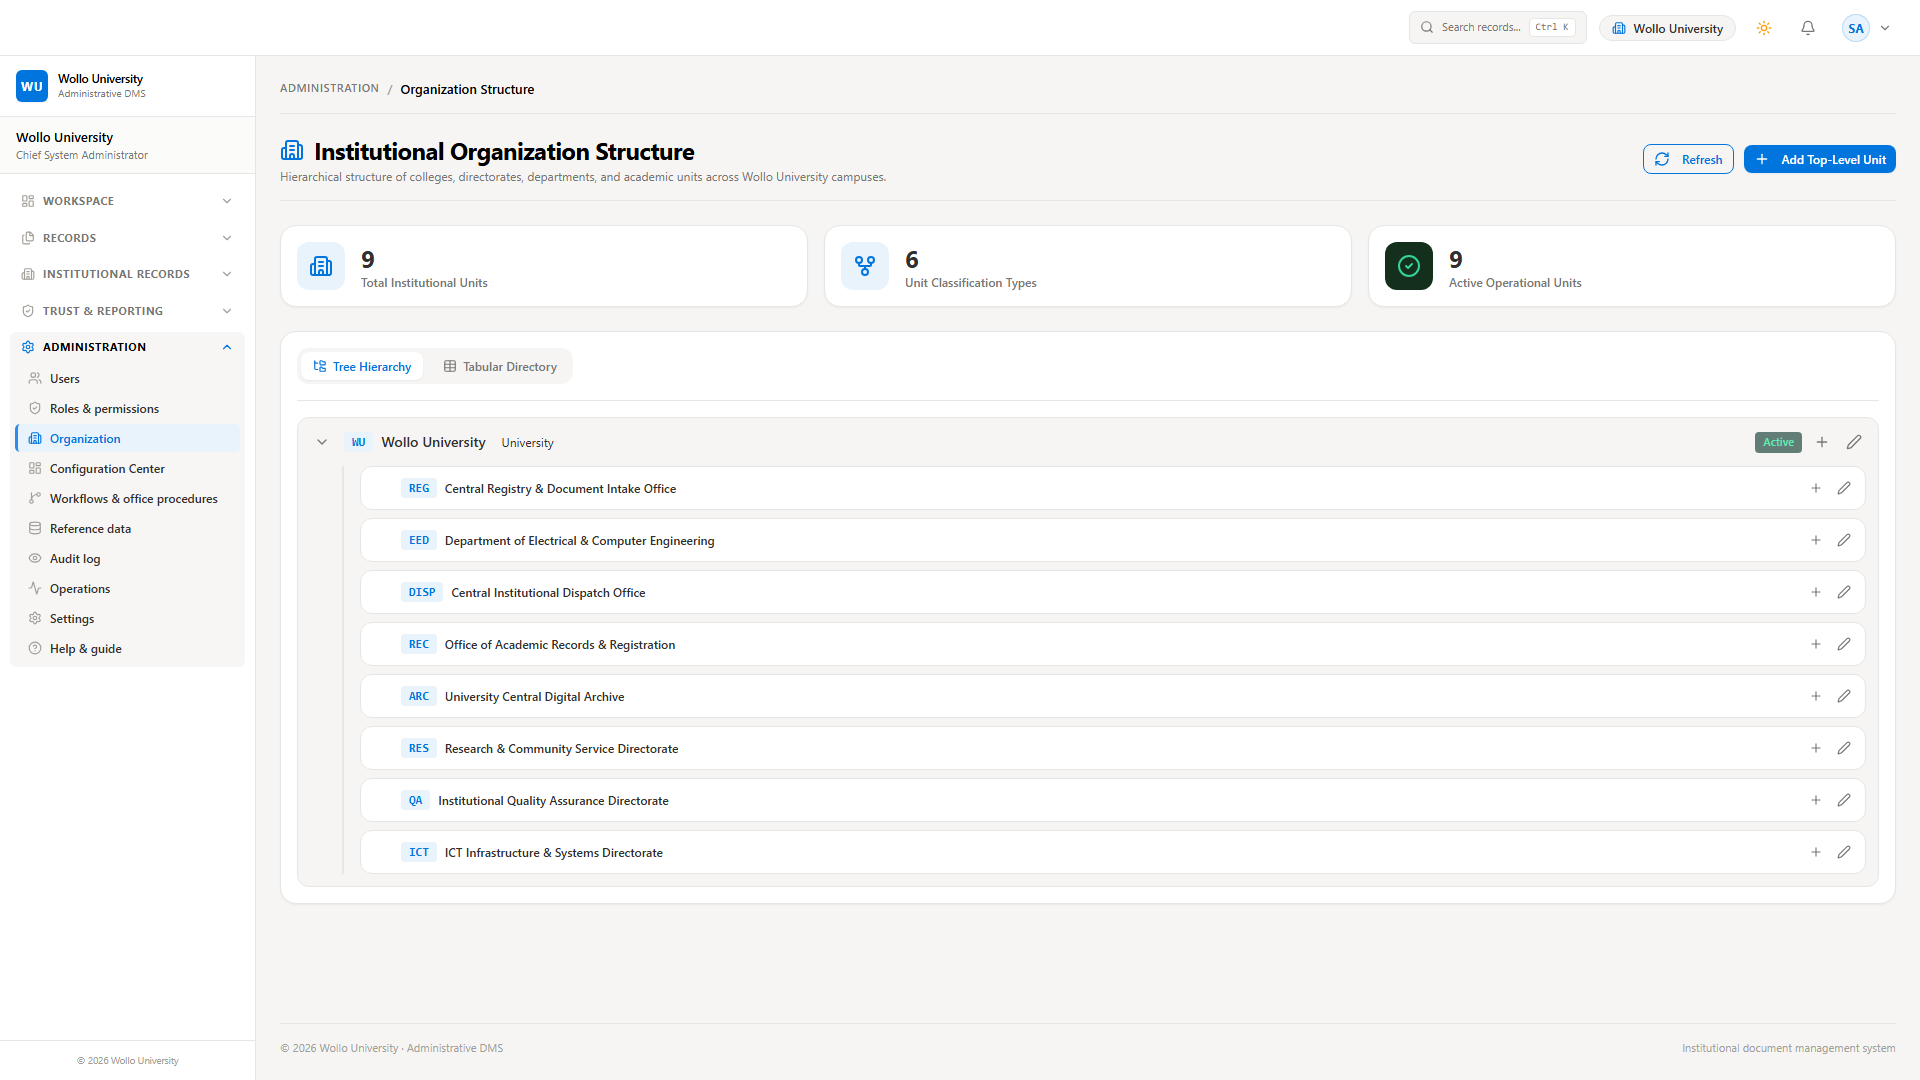 Search records... Ctrl K
Wollo University
SA
WU
Wollo University
Administrative DMS
Wollo University
Chief System Administrator
WORKSPACE
RECORDS
INSTITUTIONAL RECORDS
TRUST & REPORTING
ADMINISTRATION
Users
Roles & permissions
Organization
Configuration Center
Workflows & office procedures
Reference data
Audit log
Operations
Settings
Help & guide
© 2026 Wollo University
ADMINISTRATION / Organization Structure
Institutional Organization Structure
Hierarchical structure of colleges, directorates, departments, and academic units across Wollo University campuses.
Refresh
Add Top-Level Unit
9
Total Institutional Units
6
Unit Classification Types
9
Active Operational Units
Tree Hierarchy
Tabular Directory
WU Wollo University University Active
REG Central Registry & Document Intake Office
EED Department of Electrical & Computer Engineering
DISP Central Institutional Dispatch Office
REC Office of Academic Records & Registration
ARC University Central Digital Archive
RES Research & Community Service Directorate
QA Institutional Quality Assurance Directorate
ICT ICT Infrastructure & Systems Directorate
© 2026 Wollo University · Administrative DMS
Institutional document management system